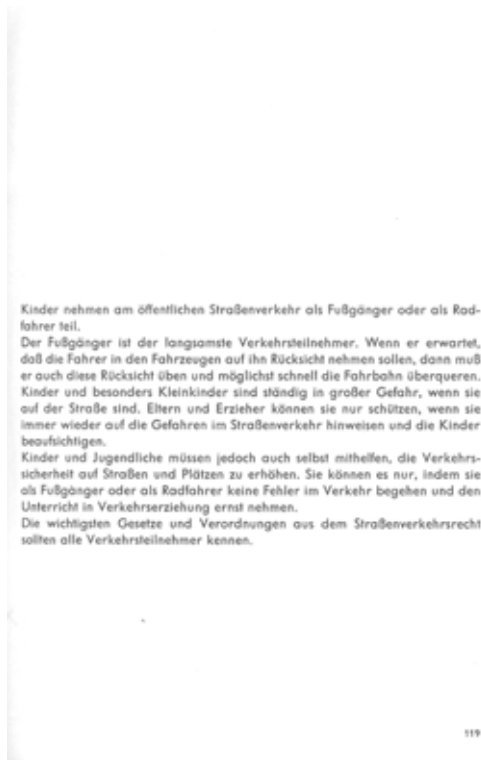 Kinder nehmen am öffentlichen Straßenverkehr als Fußgänger oder als Rad-
fahrer teil.
Der Fußgänger ist der langsamste Verkehrsteilnehmer. Wenn er erwartet,
daß die Fahrer in den Fahrzeugen auf ihn Rücksicht nehmen sollen, dann muß
er auch diese Rücksicht üben und möglichst schnell die Fahrbahn überqueren.
Kinder und besonders Kleinkinder sind ständig in großer Gefahr, wenn sie
auf der Straße sind. Eltern und Erzieher können sie nur schützen, wenn sie
immer wieder auf die Gefahren im Straßenverkehr hinweisen und die Kinder
beaufsichtigen.
Kinder und Jugendliche müssen jedoch auch selbst mithelfen, die Verkehrs-
sicherheit auf Straßen und Plätzen zu erhöhen. Sie können es nur, indem sie
als Fußgänger oder als Radfahrer keine Fehler im Verkehr begehen und den
Unterricht in Verkehrserziehung ernst nehmen.
Die wichtigsten Gesetze und Verordnungen aus dem Straßenverkehrsrecht
sollten alle Verkehrsteilnehmer kennen.
119